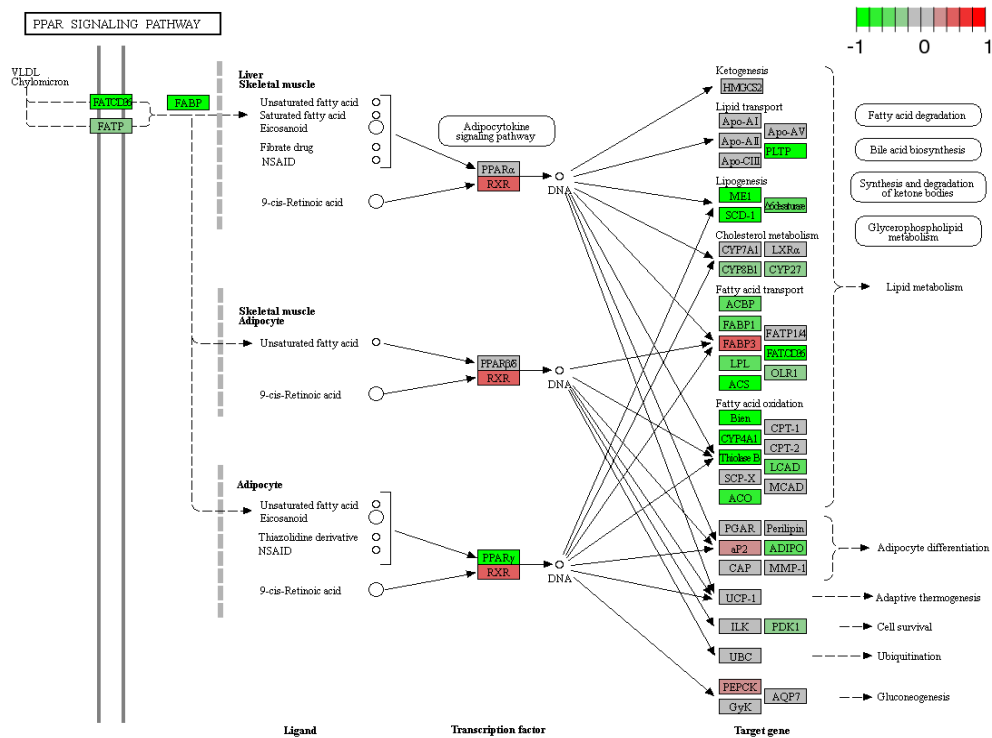 PPAR SIGNALING PATHWAY
-1 0 1
VLDL
Chylomicron
FATCD36
FATP
FABP
Liver
Skeletal muscle
Unsaturated fatty acid
Saturated fatty acid
Eicosanoid
Fibrate drug
NSAID
9-cis-Retinoic acid
Adipocytokine
signaling pathway
PPARα
RXR
DNA
Skeletal muscle
Adipocyte
Unsaturated fatty acid
9-cis-Retinoic acid
PPARβ/δ
RXR
DNA
Adipocyte
Unsaturated fatty acid
Eicosanoid
Thiazolidine derivative
NSAID
9-cis-Retinoic acid
PPARγ
RXR
DNA
Ketogenesis
HMGCS2
Lipid transport
Apo-AI
Apo-AII
Apo-CIII
Apo-AV
PLTP
Lipogenesis
ME1
SCD-1
Δ6desaturase
Cholesterol metabolism
CYP7A1
LXRα
CYP8B1
CYP27
Fatty acid transport
ACBP
FABP1
FABP3
LPL
ACS
FATP1/4
FATCD36
OLR1
Fatty acid oxidation
Bien
CYP4A1
Thiolase B
SCP-X
ACO
CPT-1
CPT-2
LCAD
MCAD
PGAR
Perilipin
aP2
ADIPO
CAP
MMP-1
UCP-1
ILK
PDK1
UBC
PEPCK
GyK
AQP7
Fatty acid degradation
Bile acid biosynthesis
Synthesis and degradation
of ketone bodies
Glycerophospholipid
metabolism
Lipid metabolism
Adipocyte differentiation
Adaptive thermogenesis
Cell survival
Ubiquitination
Gluconeogenesis
Ligand
Transcription factor
Target gene